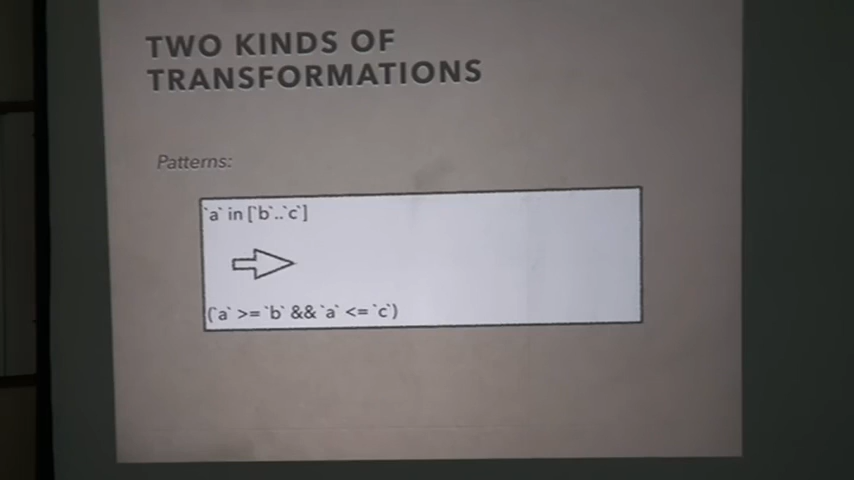 TWO KINDS OF
TRANSFORMATIONS
Patterns:
`a` in [`b`..`c`]
(`a` >= `b` && `a` <= `c`)